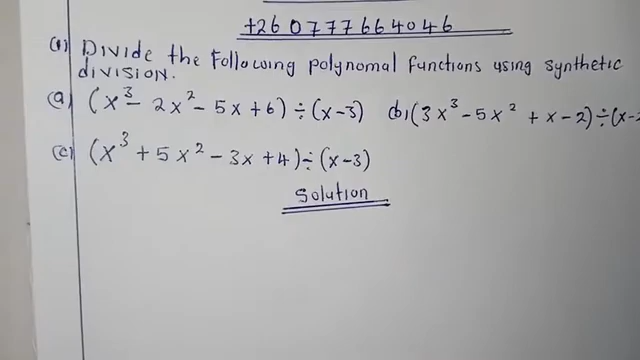 +260777664046
(1) Divide the Following polynomal functions using synthetic
division.
(a) (x³ - 2x² - 5x + 6) ÷ (x - 3) (b) (3x³ - 5x² + x - 2) ÷ (x - 2
(c) (x³ + 5x² - 3x + 4) ÷ (x - 3)
Solution